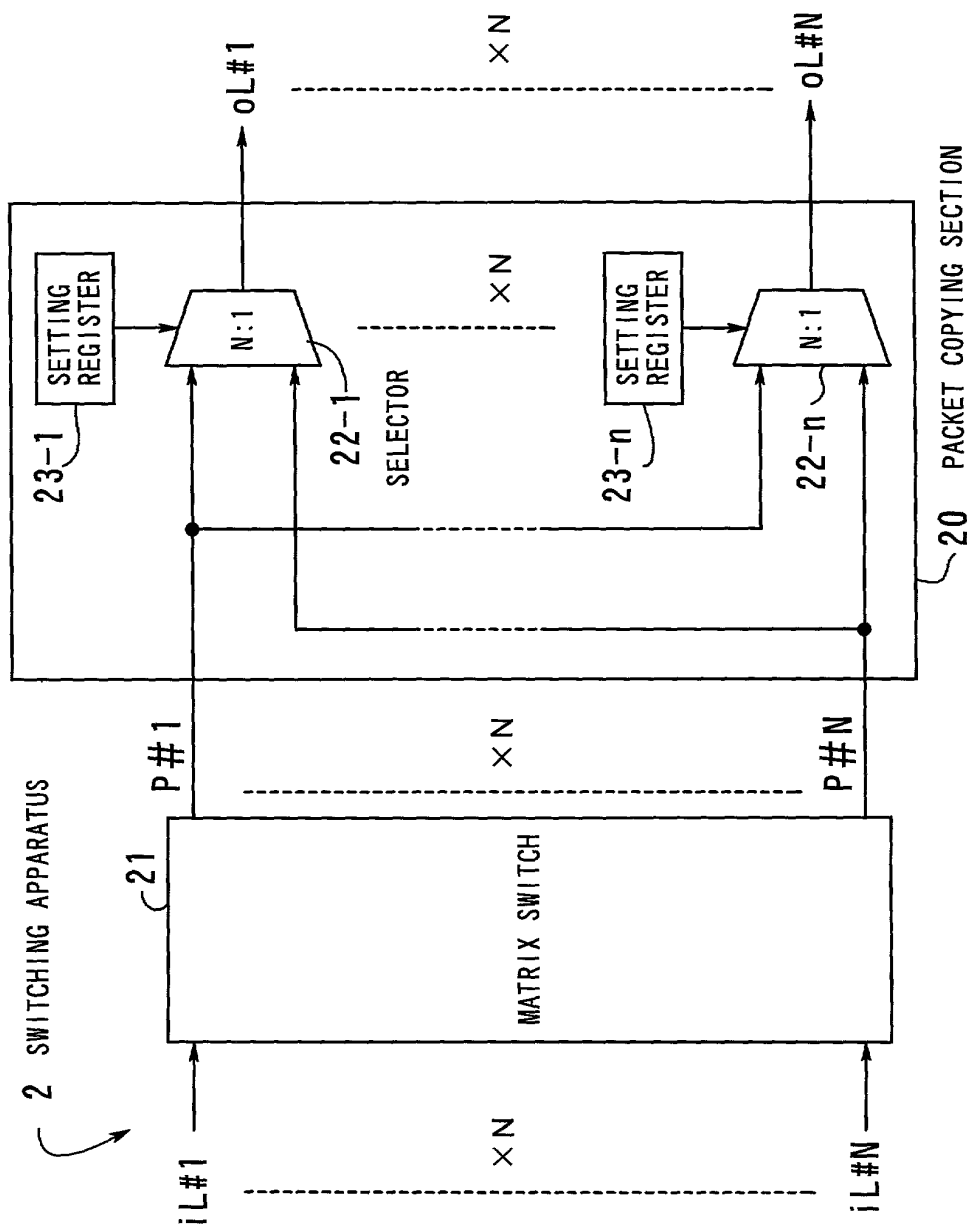 2 SWITCHING APPARATUS
21
MATRIX SWITCH
iL#1
×N
iL#N
P#1
×N
P#N
23-1
SETTING
REGISTER
N:1
22-1
SELECTOR
×N
23-n
SETTING
REGISTER
N:1
22-n
20 PACKET COPYING SECTION
oL#1
×N
oL#N